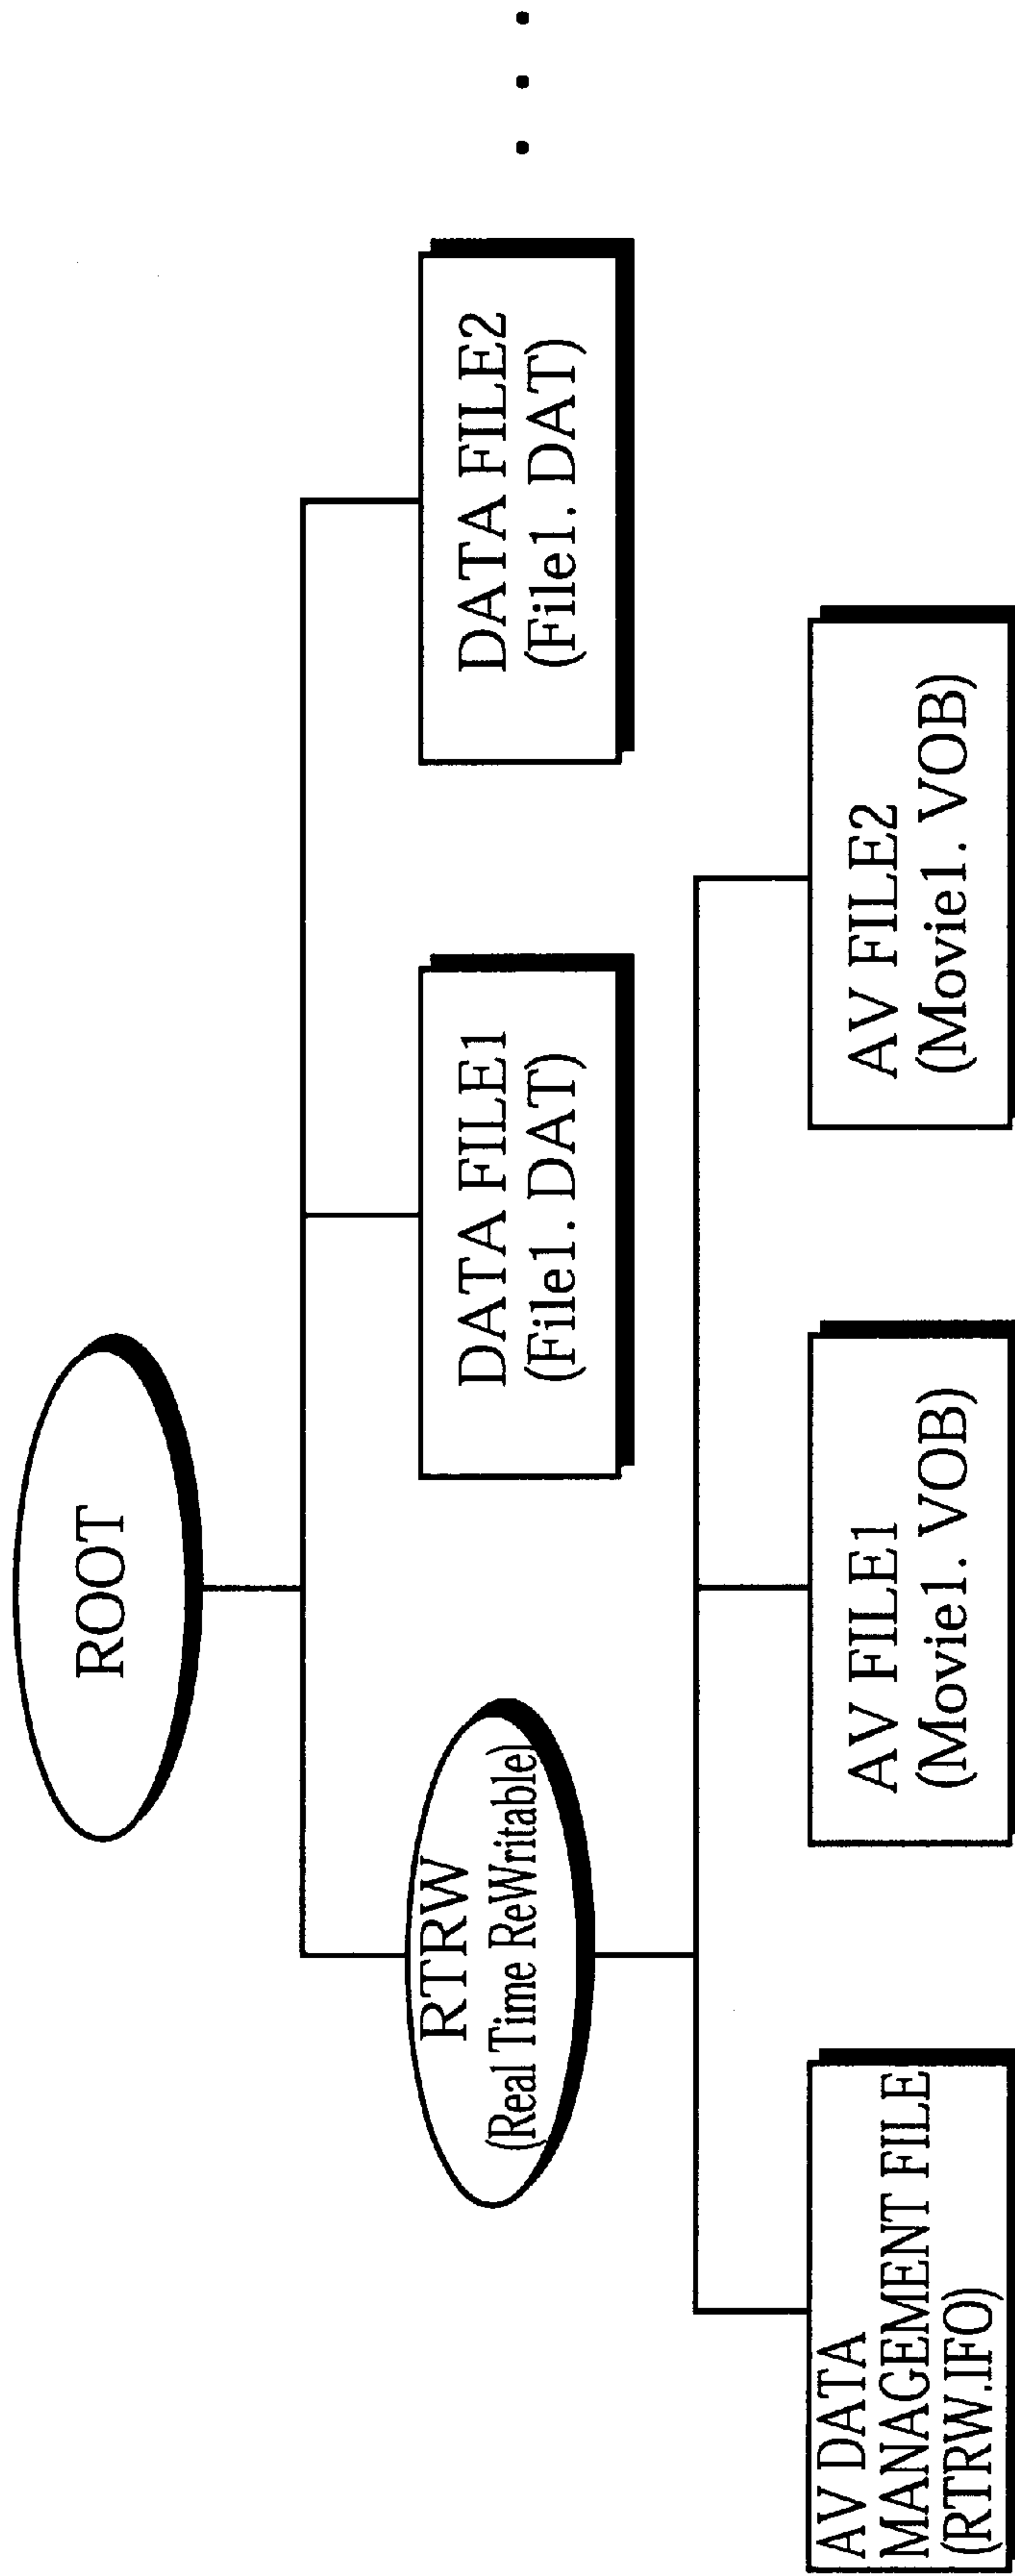 ROOT
RTRW
(Real Time ReWritable)
DATA FILE1
(File1. DAT)
DATA FILE2
(File1. DAT)
AV DATA
MANAGEMENT FILE
(RTRW.IFO)
AV FILE1
(Movie1. VOB)
AV FILE2
(Movie1. VOB)